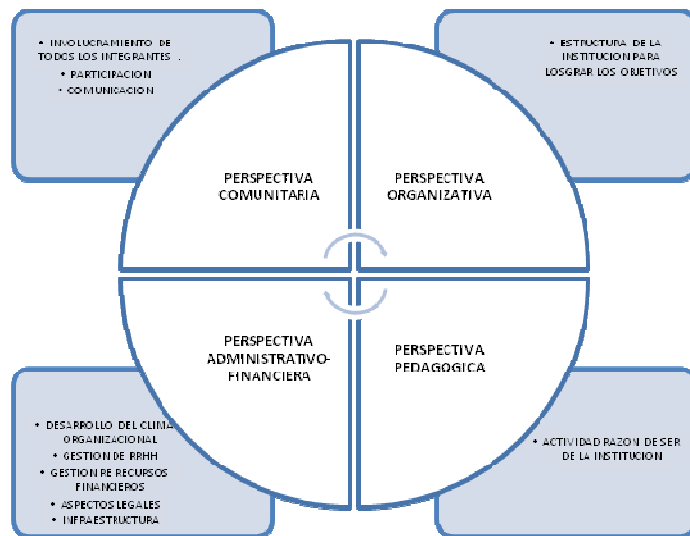 • INVOLUCRAMIENTO DE
TODOS LOS INTEGRANTES .
• PARTICIPACION
• COMUNICACION
• ESTRUCTURA DE LA
INSTITUCION PARA
LOSGRAR LOS OBJETIVOS
PERSPECTIVA
COMUNITARIA
PERSPECTIVA
ORGANIZATIVA
PERSPECTIVA
ADMINISTRATIVO-
FINANCIERA
PERSPECTIVA
PEDAGOGICA
• DESARROLLO DEL CLIMA
ORGANIZACIONAL
• GESTION DE RRHH
• GESTION RE RECURSOS
FINANCIEROS
• ASPECTOS LEGALES
• INFRAESTRUCTURA
• ACTIVIDAD RAZON DE SER
DE LA INSTITUCION